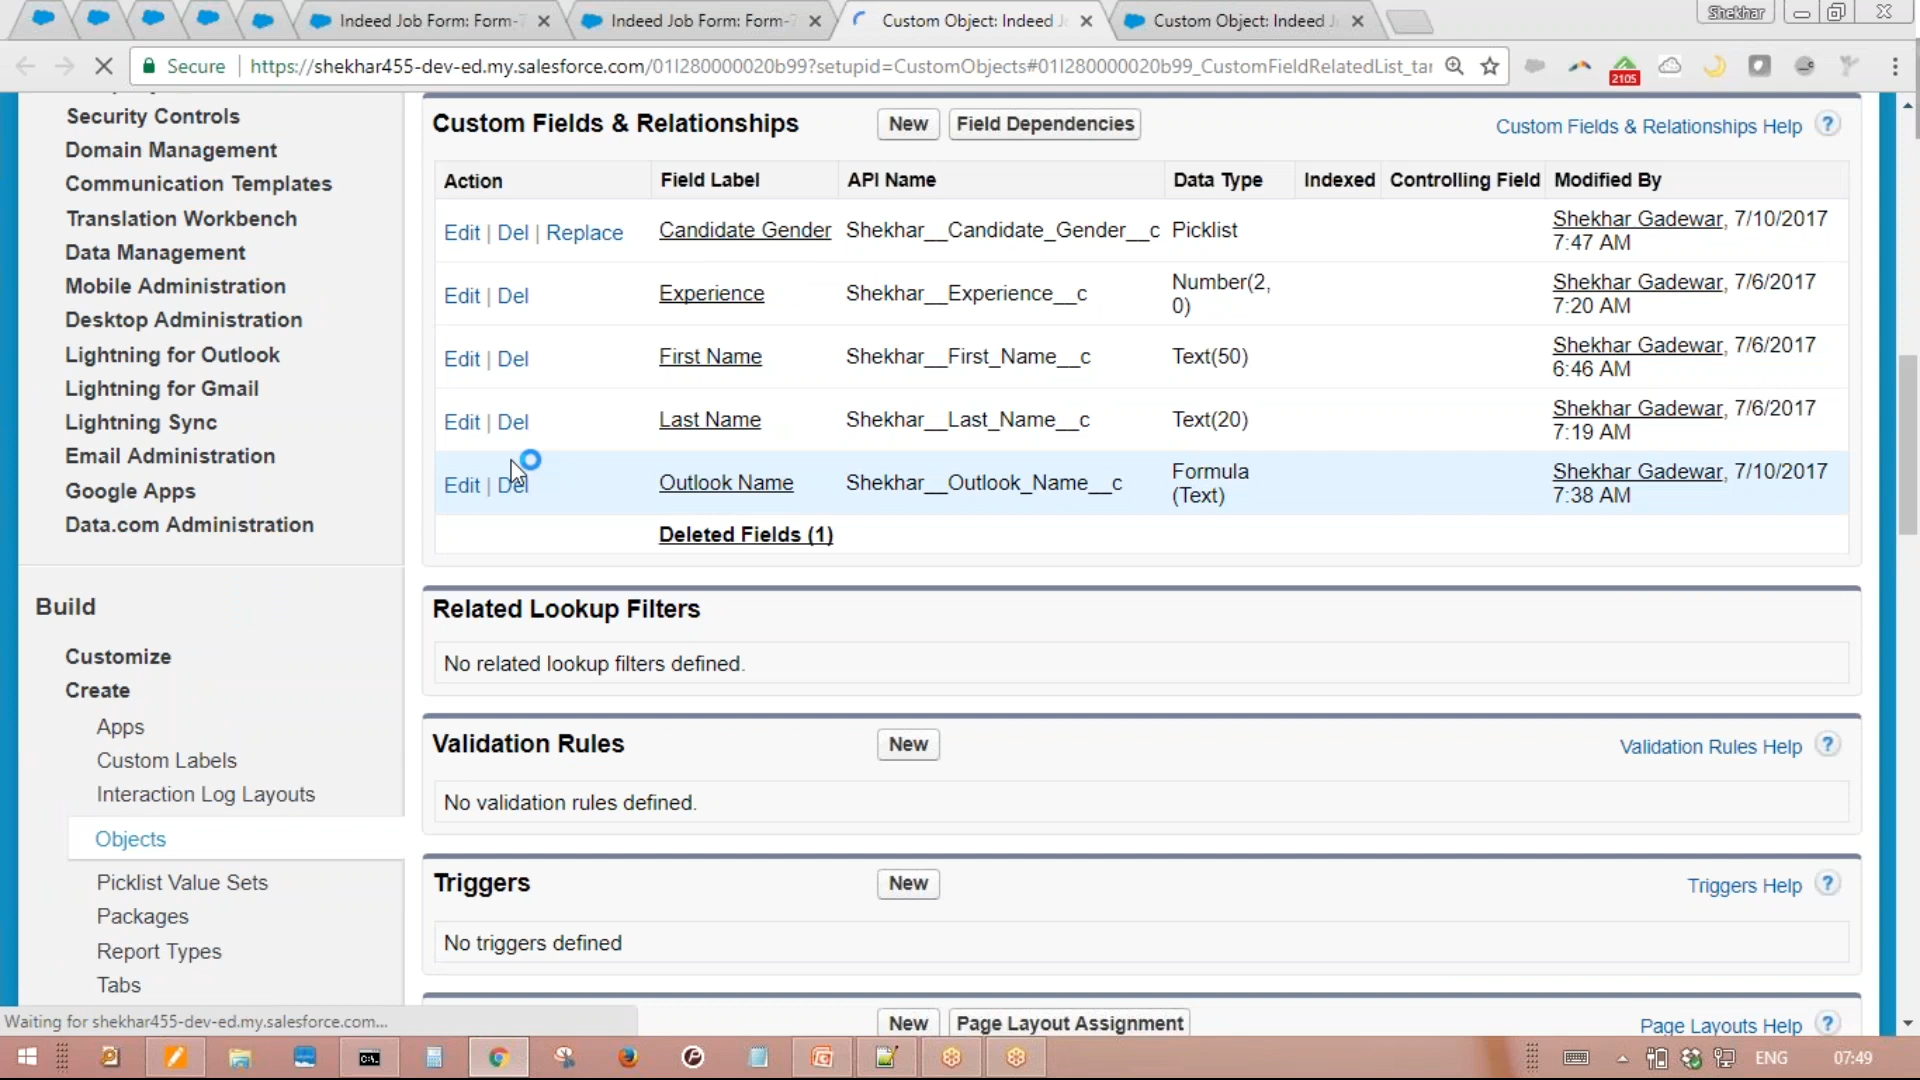 Indeed Job Form: Form-
Indeed Job Form: Form-
Custom Object: Indeed J
Custom Object: Indeed J
Shekhar
Secure
https://shekhar455-dev-ed.my.salesforce.com/01I280000020b99?setupid=CustomObjects#01I280000020b99_CustomFieldRelatedList_tar
2105
Security Controls
Domain Management
Communication Templates
Translation Workbench
Data Management
Mobile Administration
Desktop Administration
Lightning for Outlook
Lightning for Gmail
Lightning Sync
Email Administration
Google Apps
Data.com Administration
Build
Customize
Create
Apps
Custom Labels
Interaction Log Layouts
Objects
Picklist Value Sets
Packages
Report Types
Tabs
Custom Fields & Relationships New Field Dependencies Custom Fields & Relationships Help ?
Action Field Label API Name Data Type Indexed Controlling Field Modified By
Edit | Del | Replace Candidate Gender Shekhar__Candidate_Gender__c Picklist Shekhar Gadewar, 7/10/2017
7:47 AM
Edit | Del Experience Shekhar__Experience__c Number(2, 0) Shekhar Gadewar, 7/6/2017
7:20 AM
Edit | Del First Name Shekhar__First_Name__c Text(50) Shekhar Gadewar, 7/6/2017
6:46 AM
Edit | Del Last Name Shekhar__Last_Name__c Text(20) Shekhar Gadewar, 7/6/2017
7:19 AM
Edit | Del Outlook Name Shekhar__Outlook_Name__c Formula (Text) Shekhar Gadewar, 7/10/2017
7:38 AM
Deleted Fields (1)
Related Lookup Filters
No related lookup filters defined.
Validation Rules New Validation Rules Help ?
No validation rules defined.
Triggers New Triggers Help ?
No triggers defined
New Page Layout Assignment Page Layouts Help ?
Waiting for shekhar455-dev-ed.my.salesforce.com...
ENG 07:49